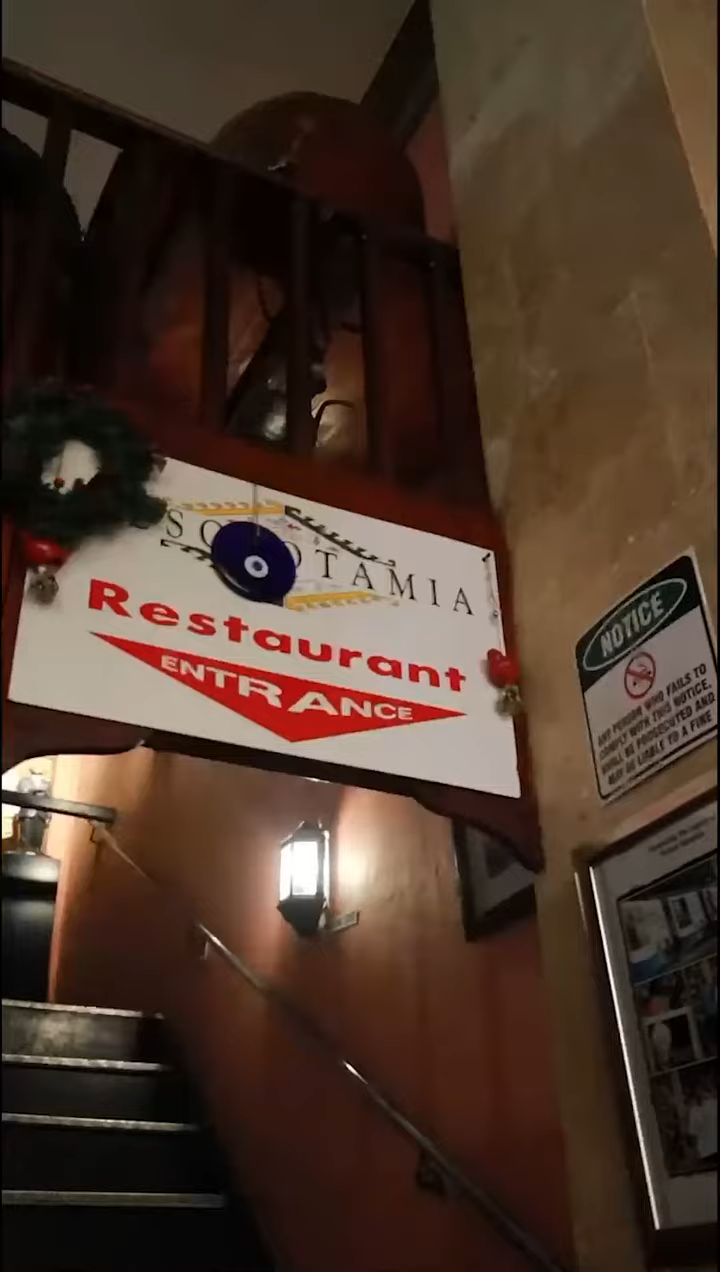 Restaurant
ENTRANCE
NOTICE
ANY PERSON WHO FAILS TO
COMPLY WITH THIS NOTICE,
SHALL BE PROSECUTED AND
MAY BE LIABLE TO A FINE